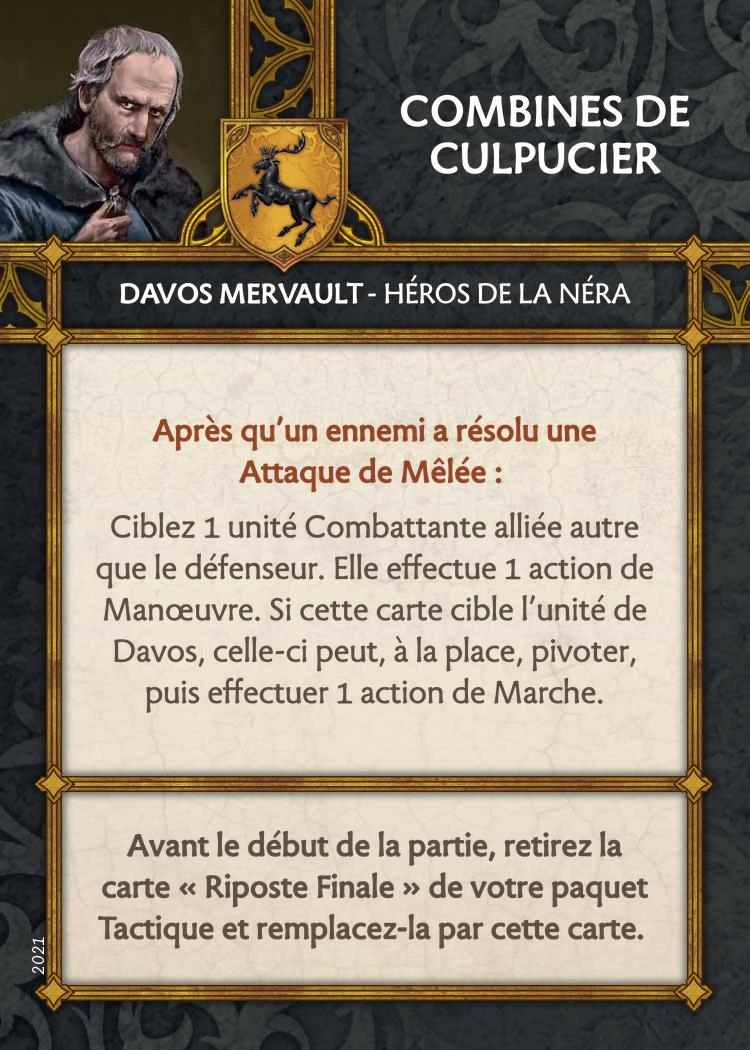 COMBINES DE
CULPUCIER
DAVOS MERVAULT - HÉROS DE LA NÉRA
Après qu'un ennemi a résolu une
Attaque de Mêlée :
Ciblez 1 unité Combattante alliée autre
que le défenseur. Elle effectue 1 action de
Manœuvre. Si cette carte cible l'unité de
Davos, celle-ci peut, à la place, pivoter,
puis effectuer 1 action de Marche.
Avant le début de la partie, retirez la
carte « Riposte Finale » de votre paquet
Tactique et remplacez-la par cette carte.
2021